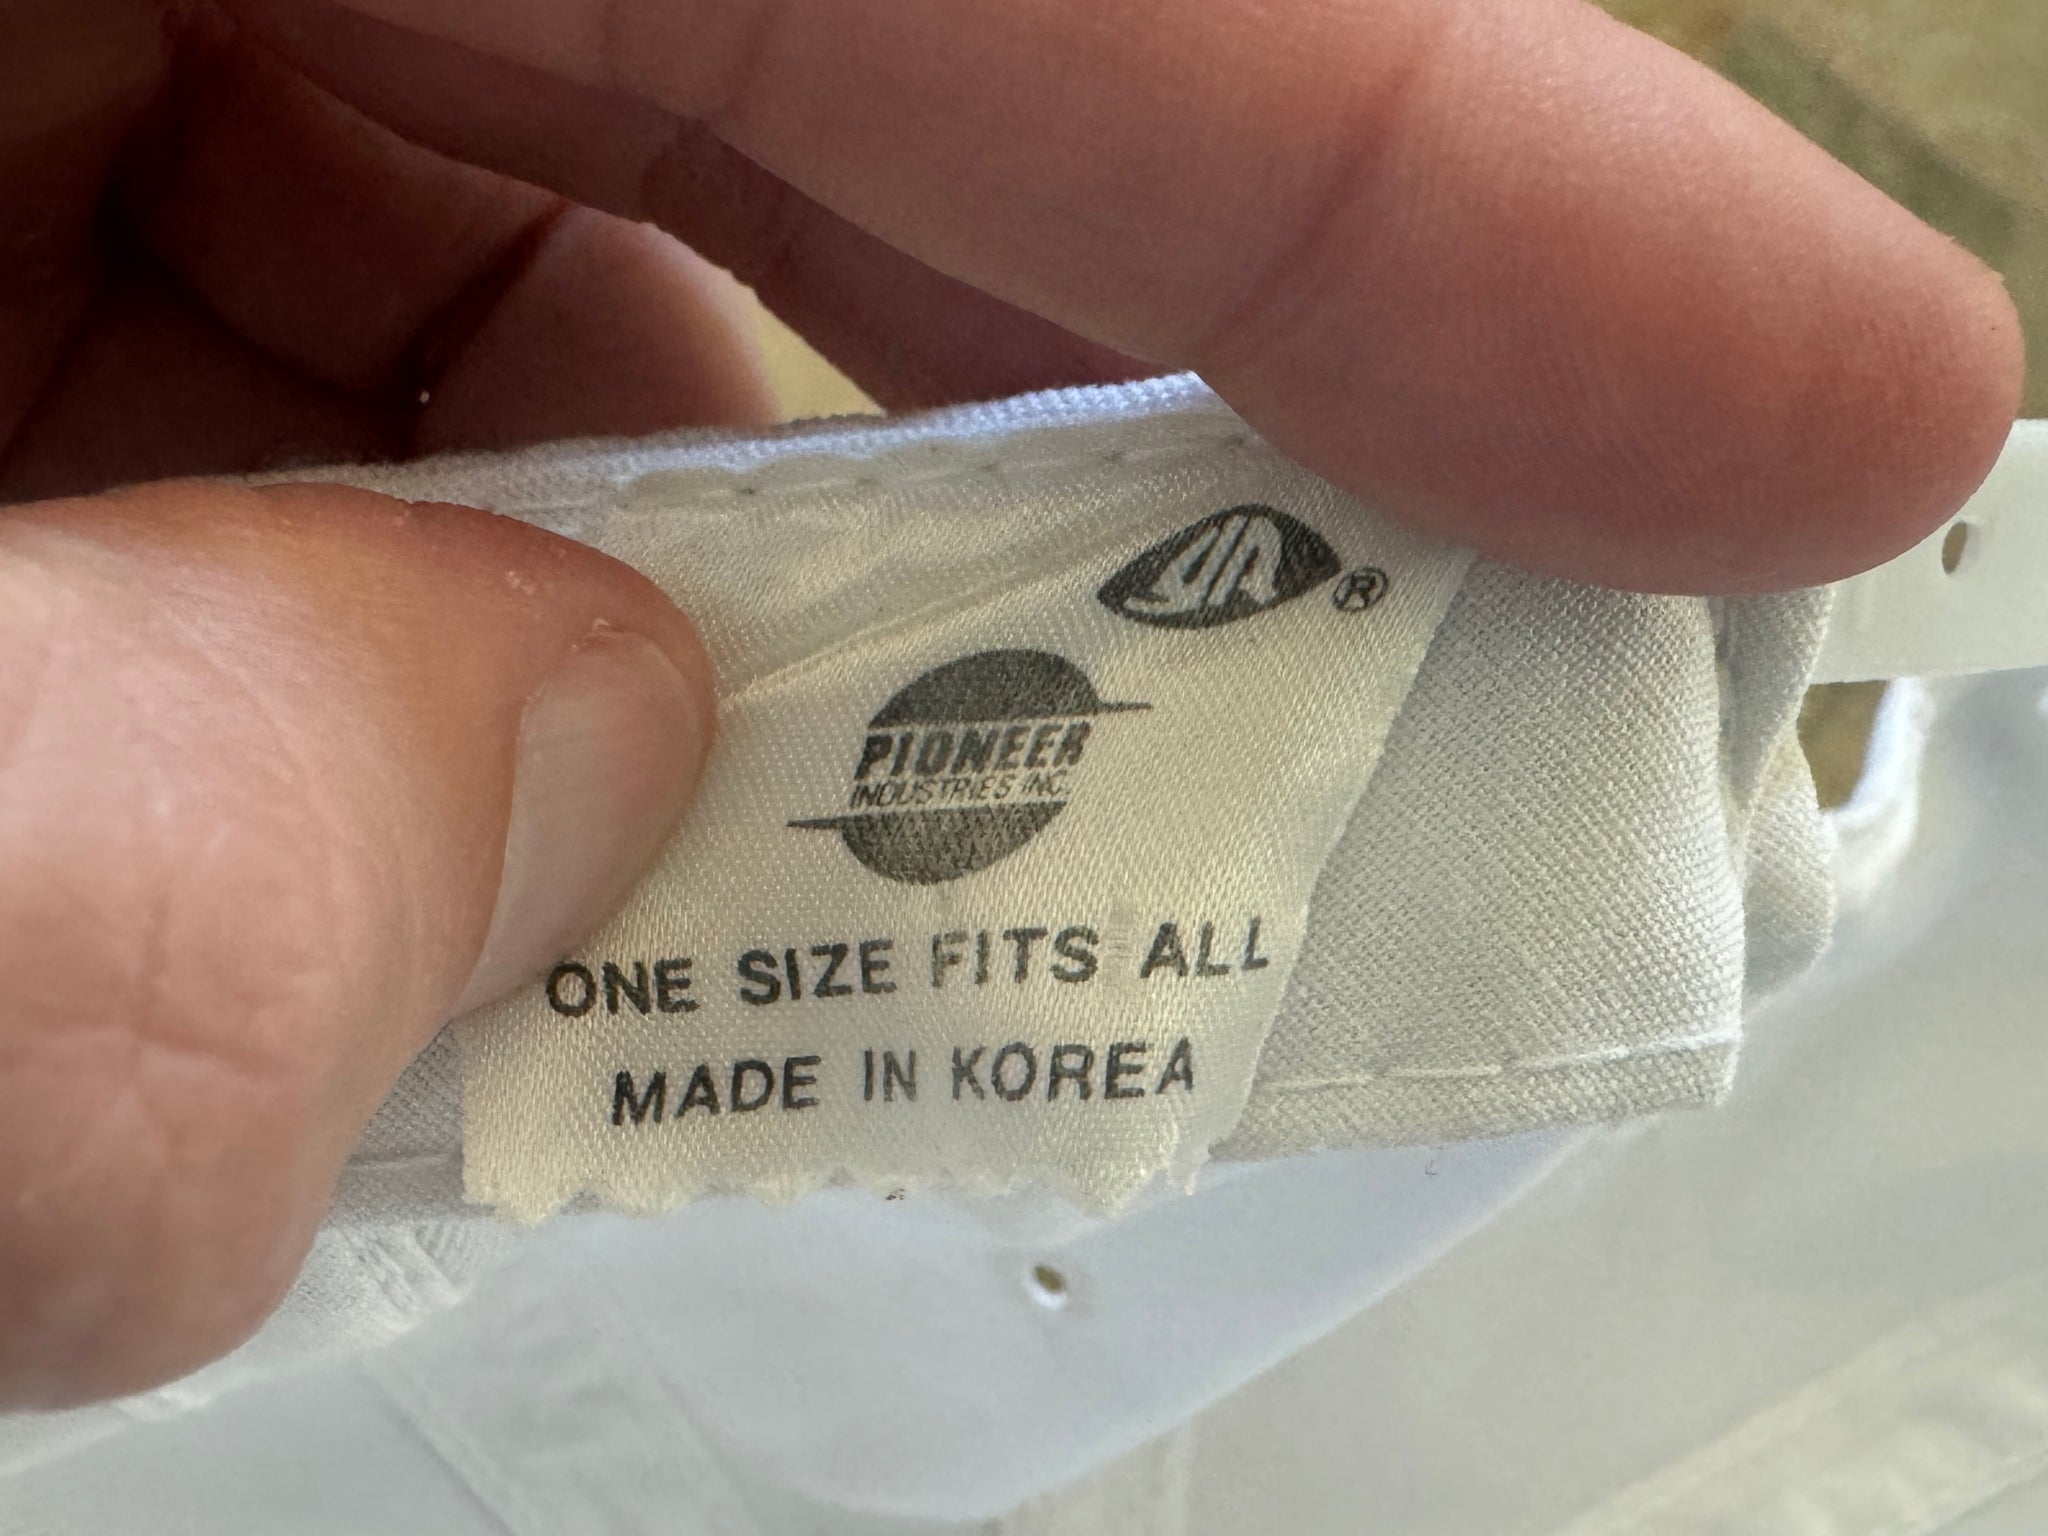 ®
PIONEER
INDUSTRIES INC.
ONE SIZE FITS ALL
MADE IN KOREA